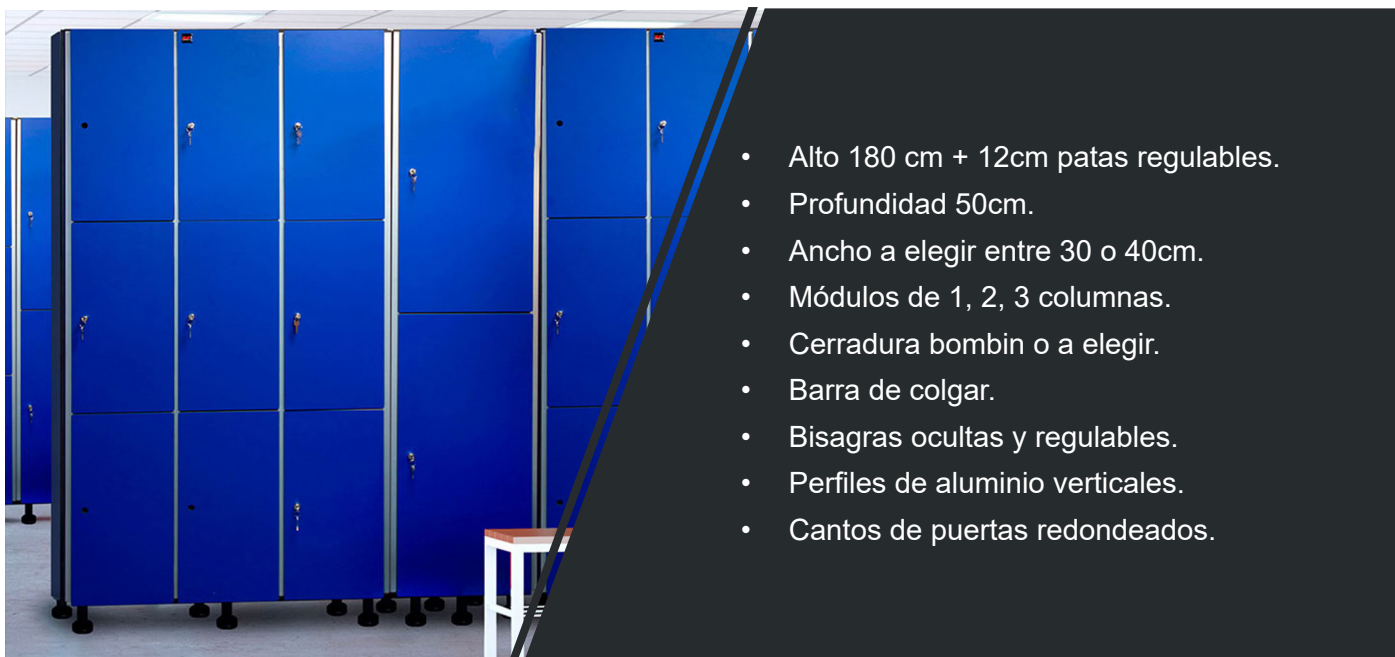 • Alto 180 cm + 12cm patas regulables.
• Profundidad 50cm.
• Ancho a elegir entre 30 o 40cm.
• Módulos de 1, 2, 3 columnas.
• Cerradura bombin o a elegir.
• Barra de colgar.
• Bisagras ocultas y regulables.
• Perfiles de aluminio verticales.
• Cantos de puertas redondeados.